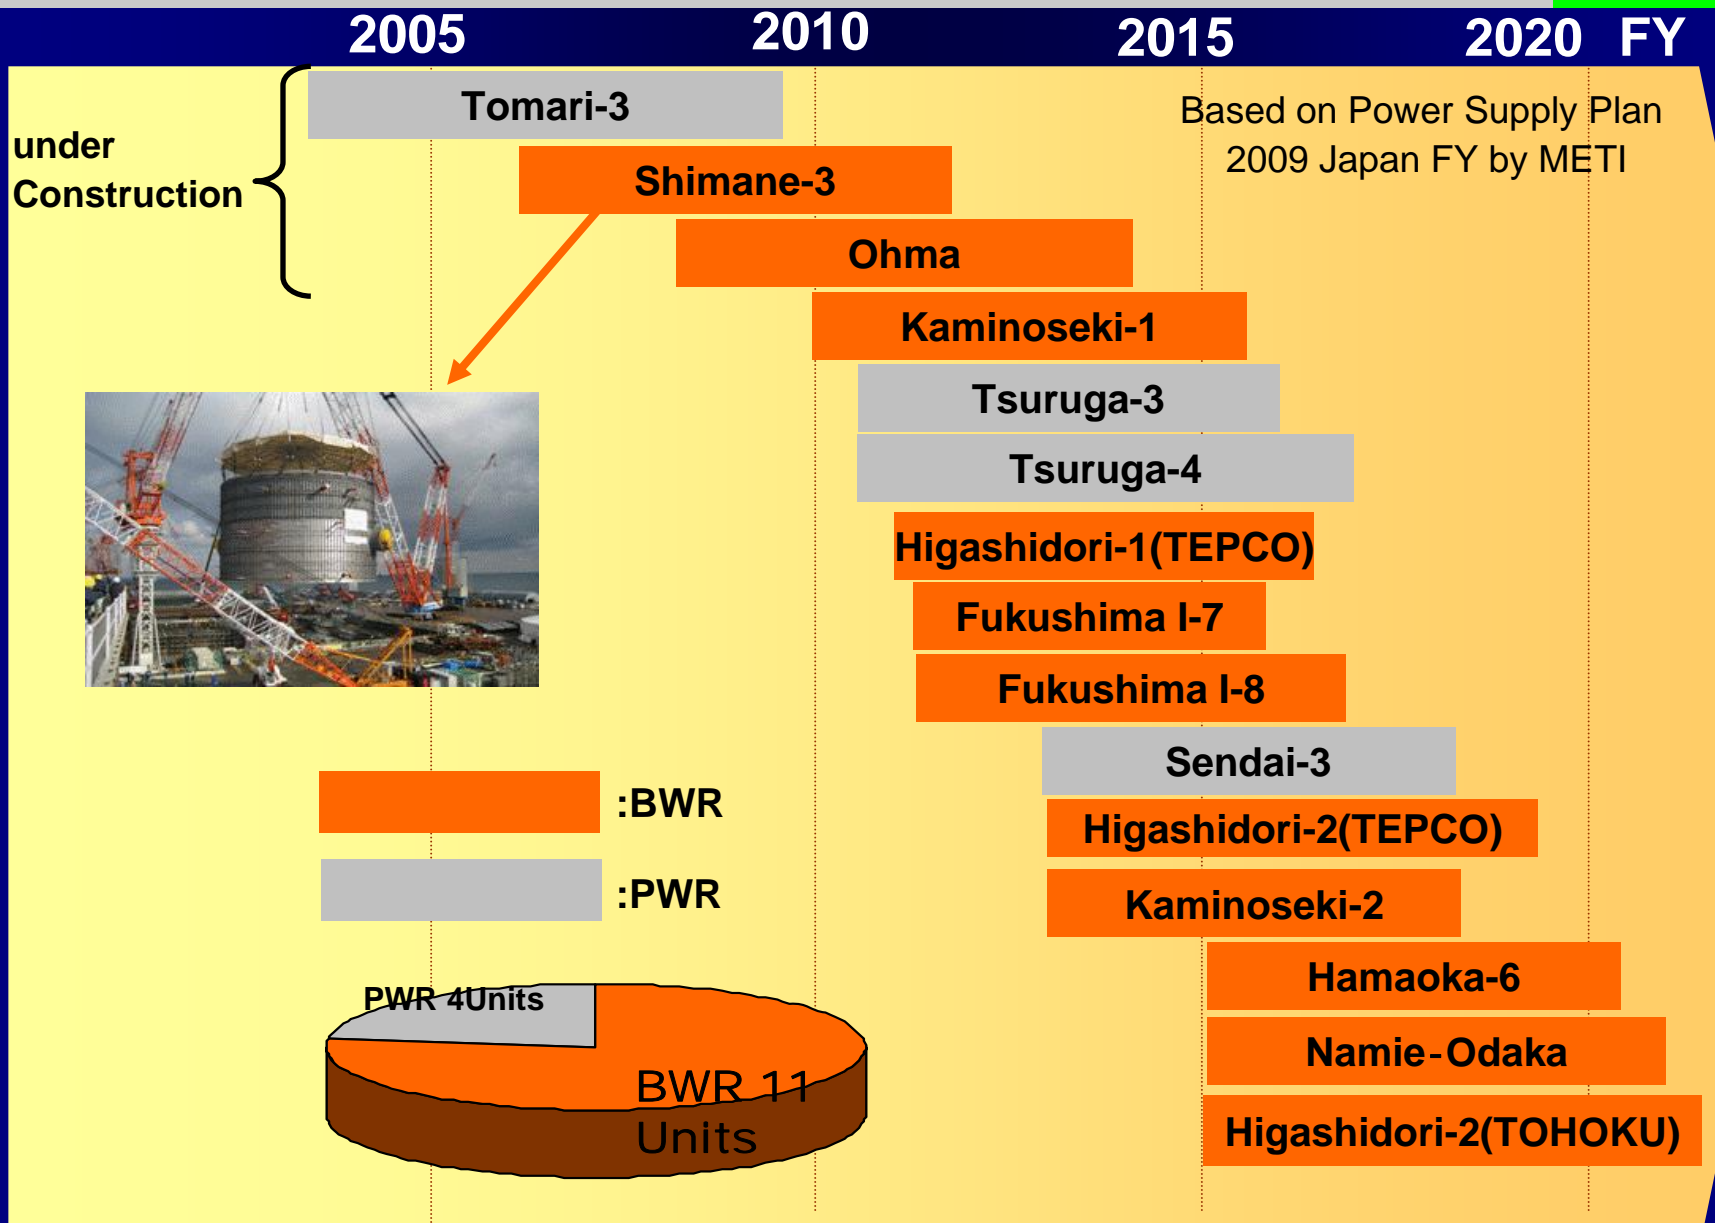 2005 2010 2015 2020 FY
Tomari-3
Based on Power Supply Plan
2009 Japan FY by METI
under
Construction
Shimane-3
Ohma
Kaminoseki-1
Tsuruga-3
Tsuruga-4
Higashidori-1(TEPCO)
Fukushima I-7
Fukushima I-8
Sendai-3
:BWR
Higashidori-2(TEPCO)
:PWR
Kaminoseki-2
Hamaoka-6
PWR 4Units
Namie-Odaka
BWR 11
Units
Higashidori-2(TOHOKU)